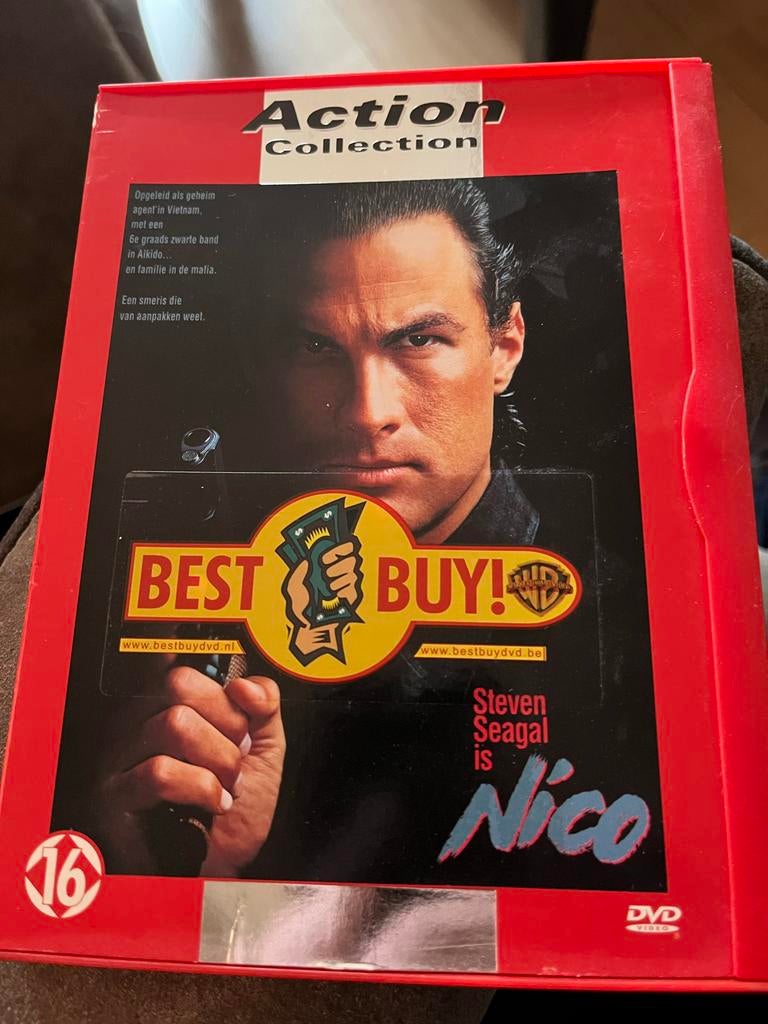 Action
Collection
Opgeleid als geheim
agent in Vietnam,
met een
6e graads zwarte band
in Aikido...
en familie in de mafia.
Een smeris die
van aanpakken weet.
BEST BUY!
www.bestbuydvd.nl
www.bestbuydvd.be
Steven
Seagal
is
Nico
16
DVD
VIDEO